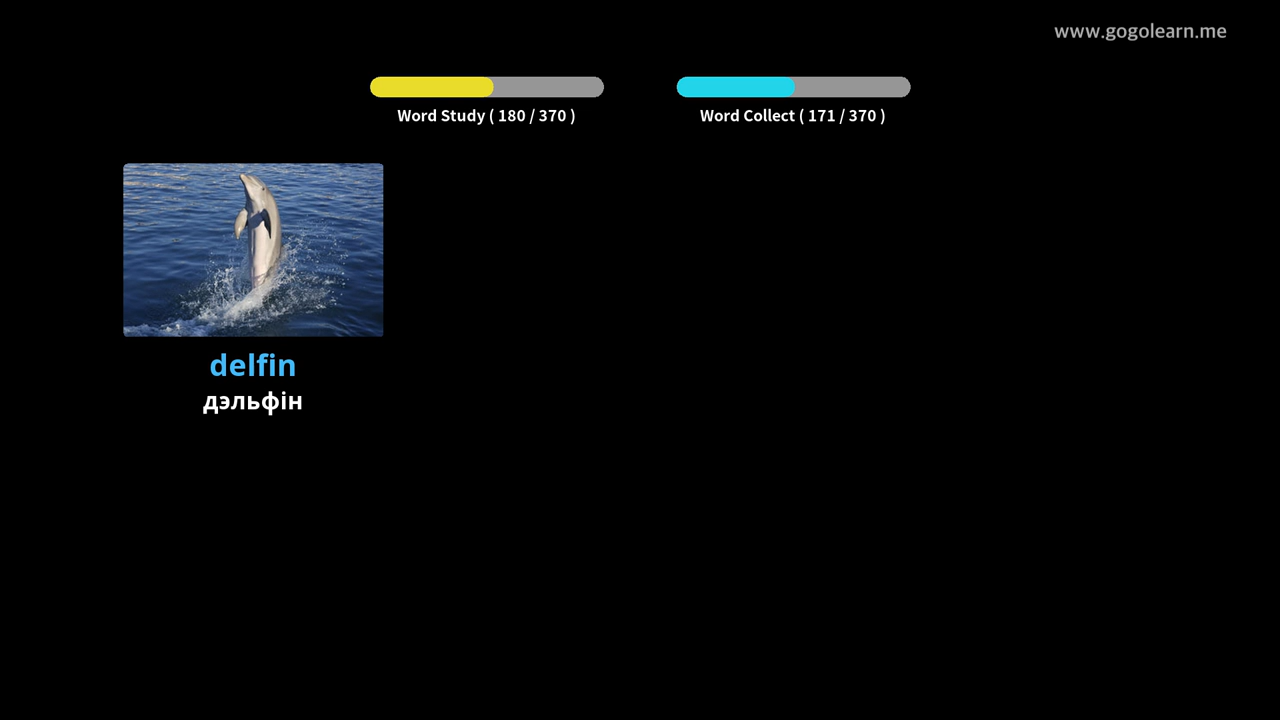 www.gogolearn.me
Word Study ( 180 / 370 )
Word Collect ( 171 / 370 )
delfin
дэльфін